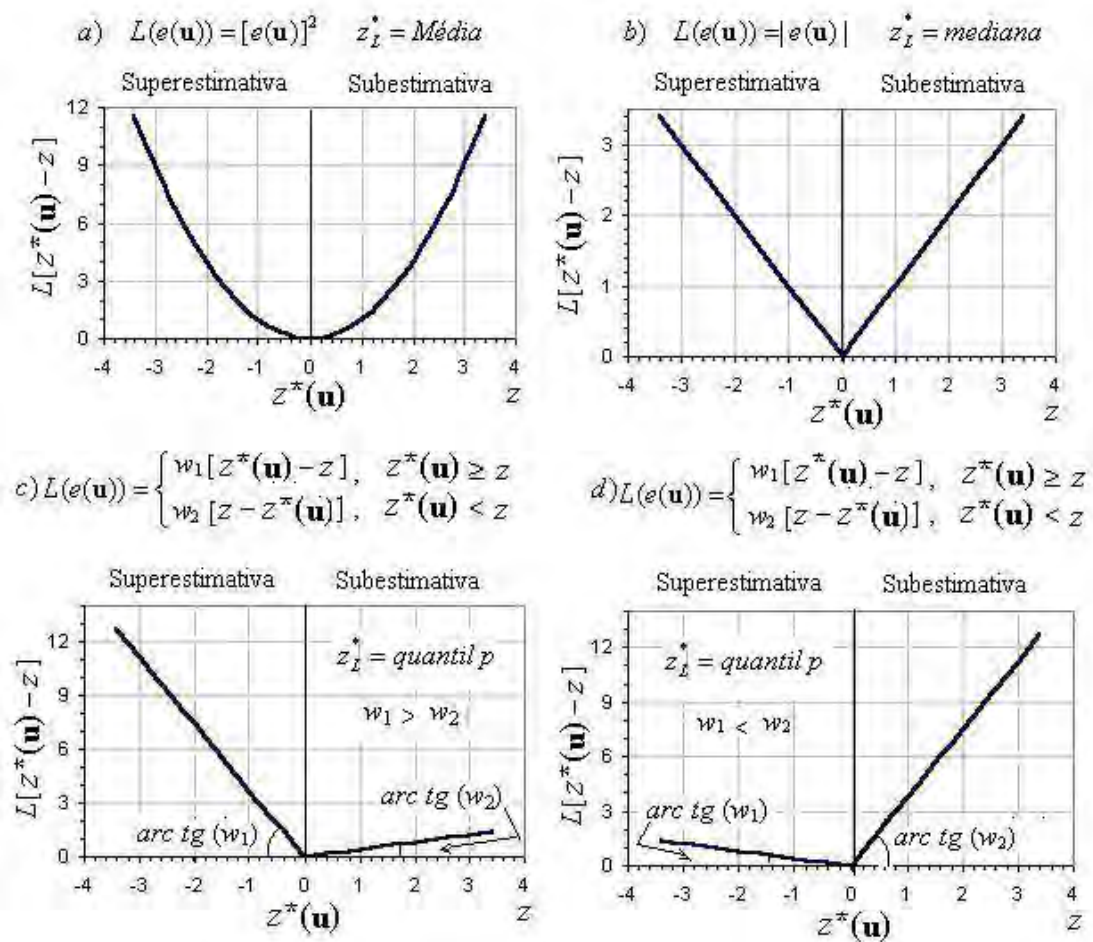 a) L(e(u)) = [e(u)]² z*_L = Média
Superestimativa Subestimativa
L[z*(u) – z]
12
9
6
3
0
-4 -3 -2 -1 0 1 2 3 4
z*(u) z
b) L(e(u)) = | e(u) | z*_L = mediana
Superestimativa Subestimativa
L[z*(u) – z]
3
2
1
0
-4 -3 -2 -1 0 1 2 3 4
z*(u) z
c) L(e(u)) = { w₁ [z*(u) – z], z*(u) ≥ z
w₂ [z – z*(u)], z*(u) < z
Superestimativa Subestimativa
L[z*(u) – z]
12
9
6
3
0
z*_L = quantil p
w₁ > w₂
arc tg (w₂)
arc tg (w₁)
-4 -3 -2 -1 0 1 2 3 4
z*(u) z
d) L(e(u)) = { w₁ [z*(u) – z], z*(u) ≥ z
w₂ [z – z*(u)], z*(u) < z
Superestimativa Subestimativa
L[z*(u) – z]
12
9
6
3
0
z*_L = quantil p
w₁ < w₂
arc tg (w₁)
arc tg (w₂)
-4 -3 -2 -1 0 1 2 3 4
z*(u) z